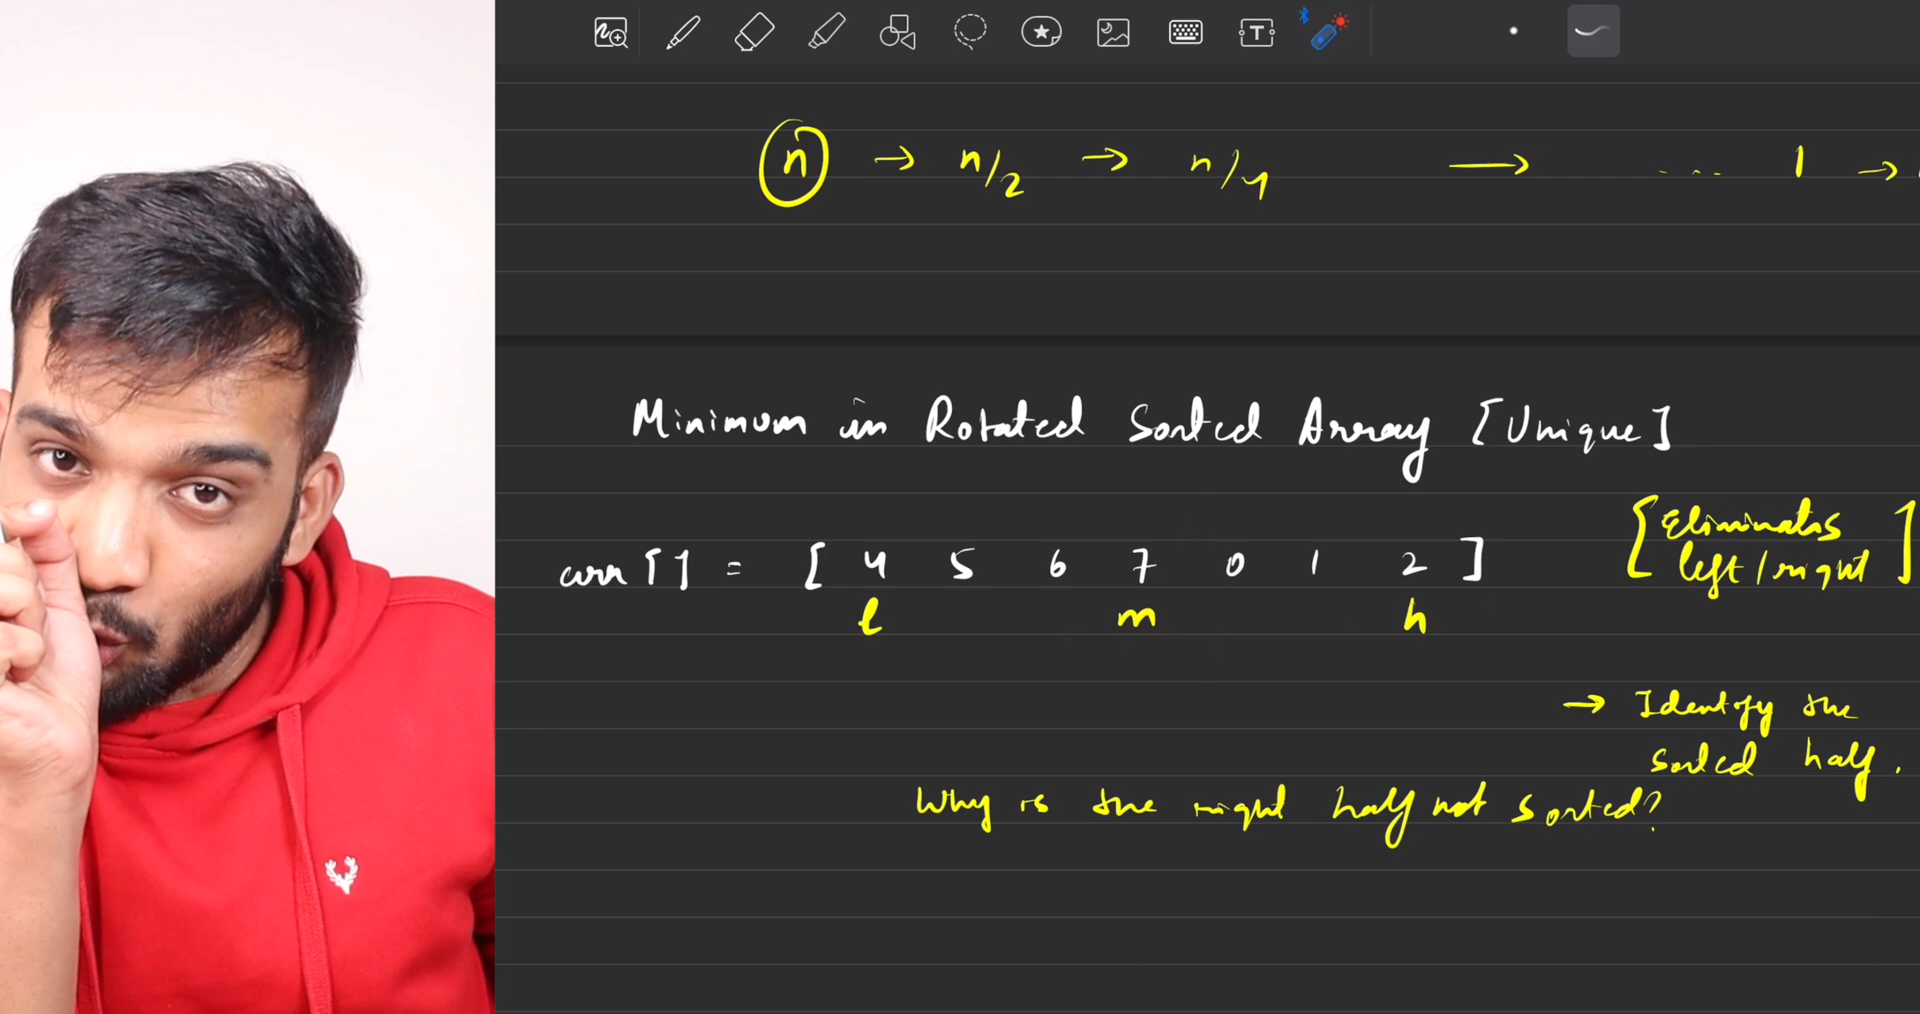 n → n/2 → n/4 → ... 1 →
Minimum in Rotated Sorted Array [Unique]
arr[] = [ 4 5 6 7 0 1 2 ]
l m h
[Eliminates
left/right]
→ Identify the
sorted half.
Why is the right half not sorted?